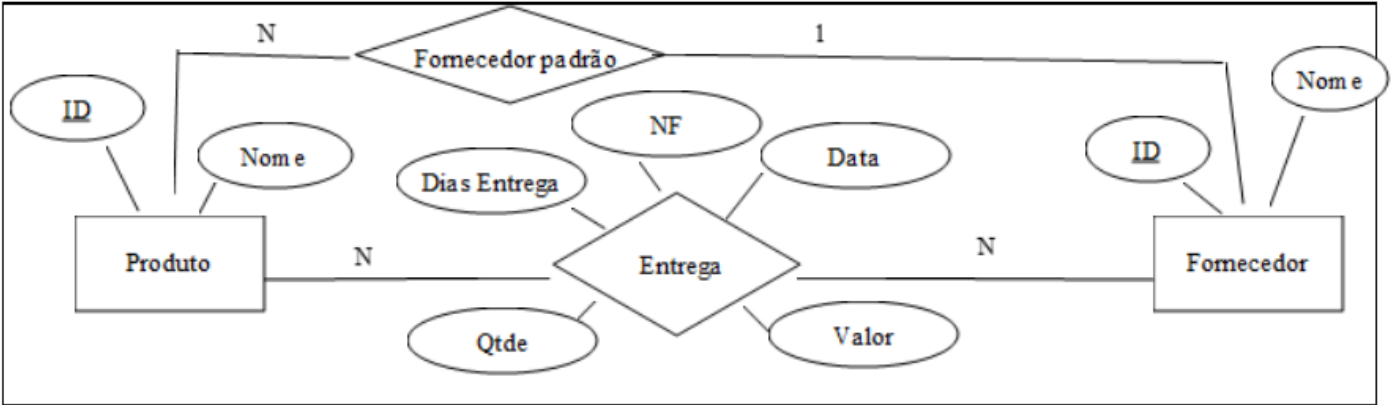 N
Fornecedor padrão
1
Nome
ID
NF
Nome
Data
ID
Dias Entrega
Produto
N
Entrega
N
Fornecedor
Qtde
Valor